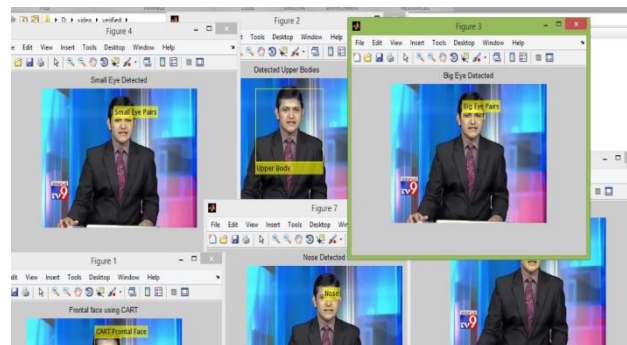 D: video verified
Figure 4
Edit View Insert Tools Desktop Window Help
Small Eye Detected
Small Eye Pairs
tv9
Figure 2
Tools Desktop Window Help
Detected Upper Bodies
Upper Body
Figure 3
File Edit View Insert Tools Desktop Window Help
Big Eye Detected
Big Eye Pairs
tv9
Figure 7
File Edit View Insert Tools Desktop
Nose Detected
Nose
Figure 1
View Insert Tools Desktop Window Help
Frontal face using CART
CART Frontal Face
tv9